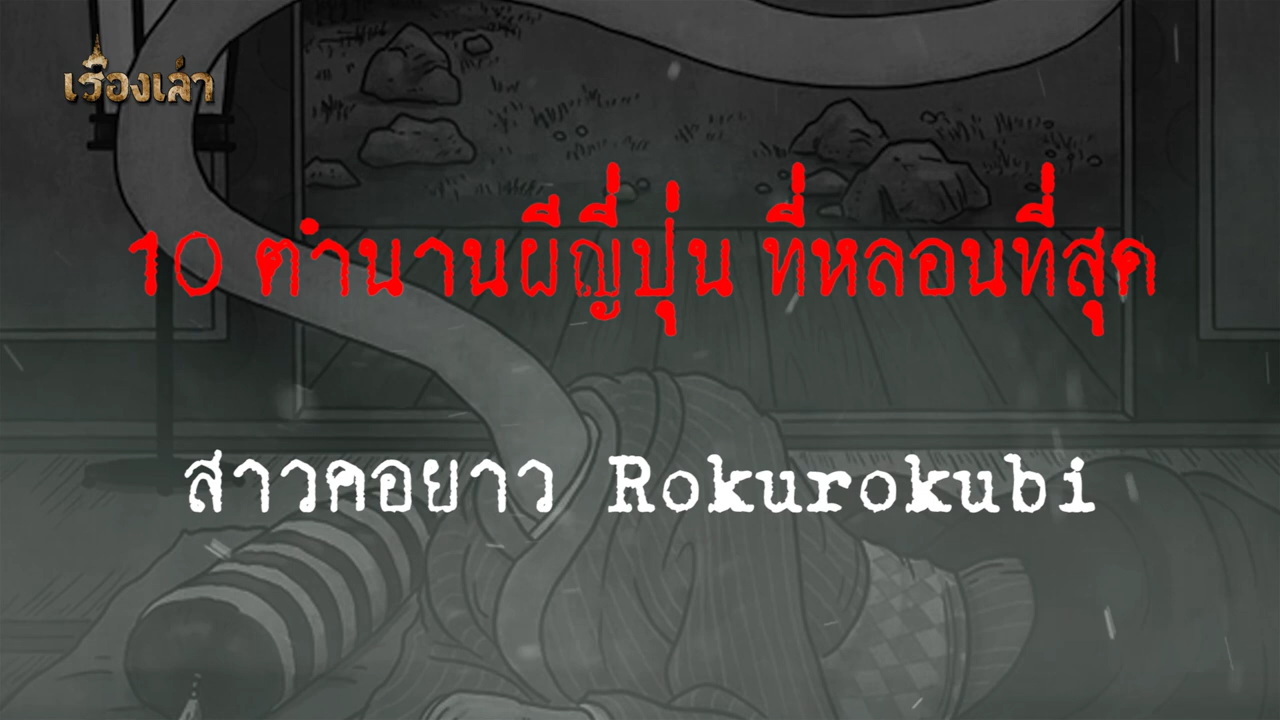 เรื่องเล่า
10 ตำนานผีญี่ปุ่น ที่หลอนที่สุด
สาวคอยาว Rokurokubi